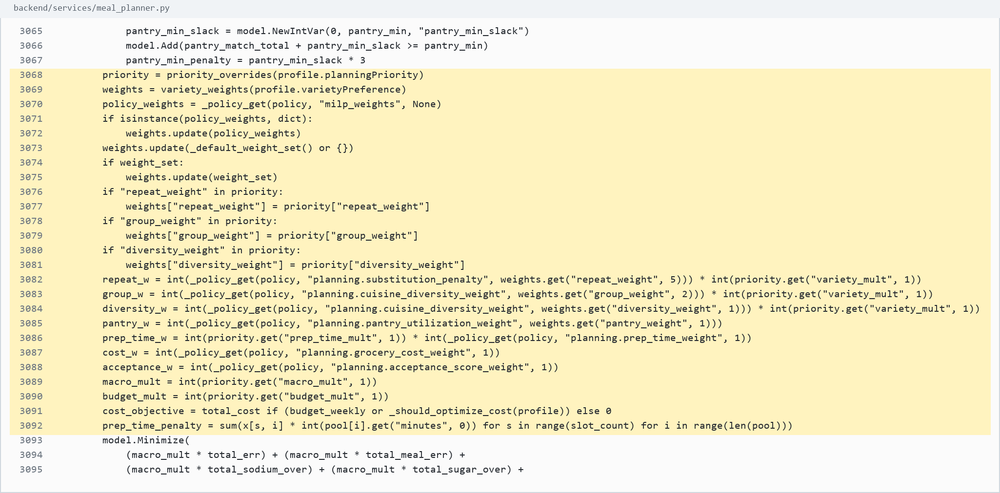 backend/services/meal_planner.py
3065             pantry_min_slack = model.NewIntVar(0, pantry_min, "pantry_min_slack")
3066             model.Add(pantry_match_total + pantry_min_slack >= pantry_min)
3067             pantry_min_penalty = pantry_min_slack * 3
3068         priority = priority_overrides(profile.planningPriority)
3069         weights = variety_weights(profile.varietyPreference)
3070         policy_weights = _policy_get(policy, "milp_weights", None)
3071         if isinstance(policy_weights, dict):
3072             weights.update(policy_weights)
3073         weights.update(_default_weight_set() or {})
3074         if weight_set:
3075             weights.update(weight_set)
3076         if "repeat_weight" in priority:
3077             weights["repeat_weight"] = priority["repeat_weight"]
3078         if "group_weight" in priority:
3079             weights["group_weight"] = priority["group_weight"]
3080         if "diversity_weight" in priority:
3081             weights["diversity_weight"] = priority["diversity_weight"]
3082         repeat_w = int(_policy_get(policy, "planning.substitution_penalty", weights.get("repeat_weight", 5))) * int(priority.get("variety_mult", 1))
3083         group_w = int(_policy_get(policy, "planning.cuisine_diversity_weight", weights.get("group_weight", 2))) * int(priority.get("variety_mult", 1))
3084         diversity_w = int(_policy_get(policy, "planning.cuisine_diversity_weight", weights.get("diversity_weight", 1))) * int(priority.get("variety_mult", 1))
3085         pantry_w = int(_policy_get(policy, "planning.pantry_utilization_weight", weights.get("pantry_weight", 1)))
3086         prep_time_w = int(priority.get("prep_time_mult", 1)) * int(_policy_get(policy, "planning.prep_time_weight", 1))
3087         cost_w = int(_policy_get(policy, "planning.grocery_cost_weight", 1))
3088         acceptance_w = int(_policy_get(policy, "planning.acceptance_score_weight", 1))
3089         macro_mult = int(priority.get("macro_mult", 1))
3090         budget_mult = int(priority.get("budget_mult", 1))
3091         cost_objective = total_cost if (budget_weekly or _should_optimize_cost(profile)) else 0
3092         prep_time_penalty = sum(x[s, i] * int(pool[i].get("minutes", 0)) for s in range(slot_count) for i in range(len(pool)))
3093         model.Minimize(
3094             (macro_mult * total_err) + (macro_mult * total_meal_err) +
3095             (macro_mult * total_sodium_over) + (macro_mult * total_sugar_over) +